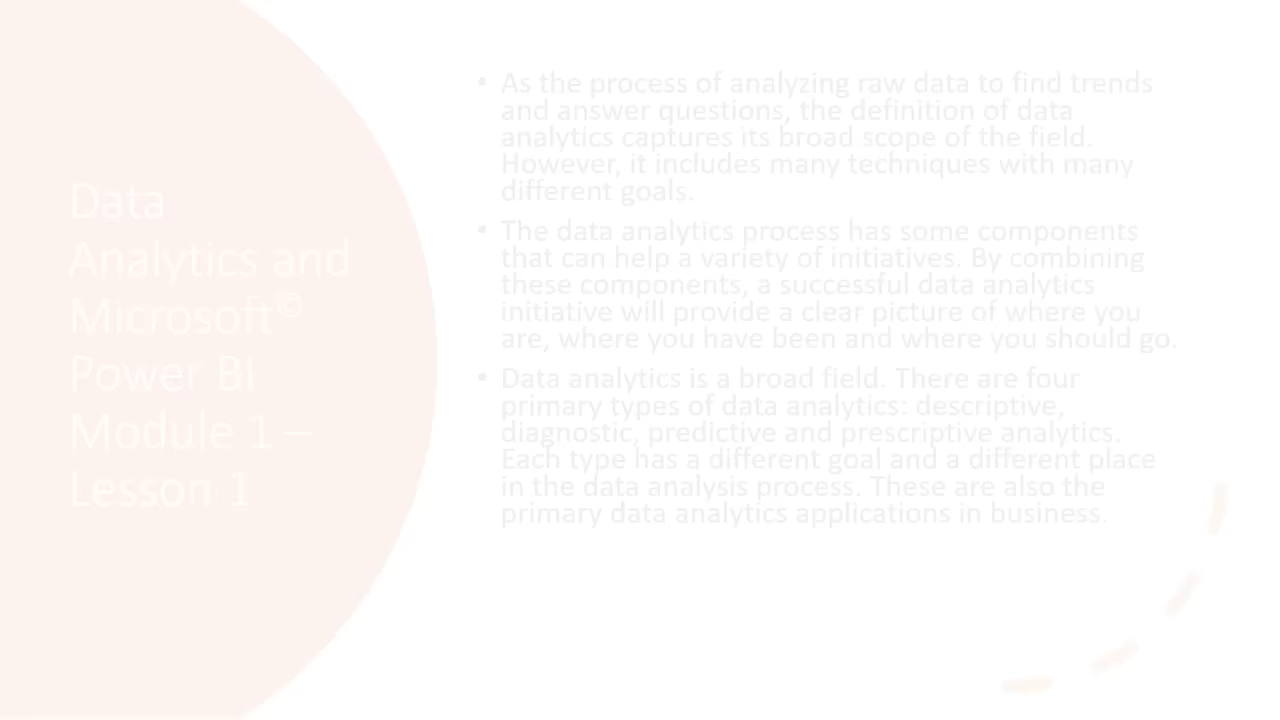 Data
Analytics and
Microsoft©
Power BI
Module 1 –
Lesson 1
• As the process of analyzing raw data to find trends
and answer questions, the definition of data
analytics captures its broad scope of the field.
However, it includes many techniques with many
different goals.
• The data analytics process has some components
that can help a variety of initiatives. By combining
these components, a successful data analytics
initiative will provide a clear picture of where you
are, where you have been and where you should go.
• Data analytics is a broad field. There are four
primary types of data analytics: descriptive,
diagnostic, predictive and prescriptive analytics.
Each type has a different goal and a different place
in the data analysis process. These are also the
primary data analytics applications in business.